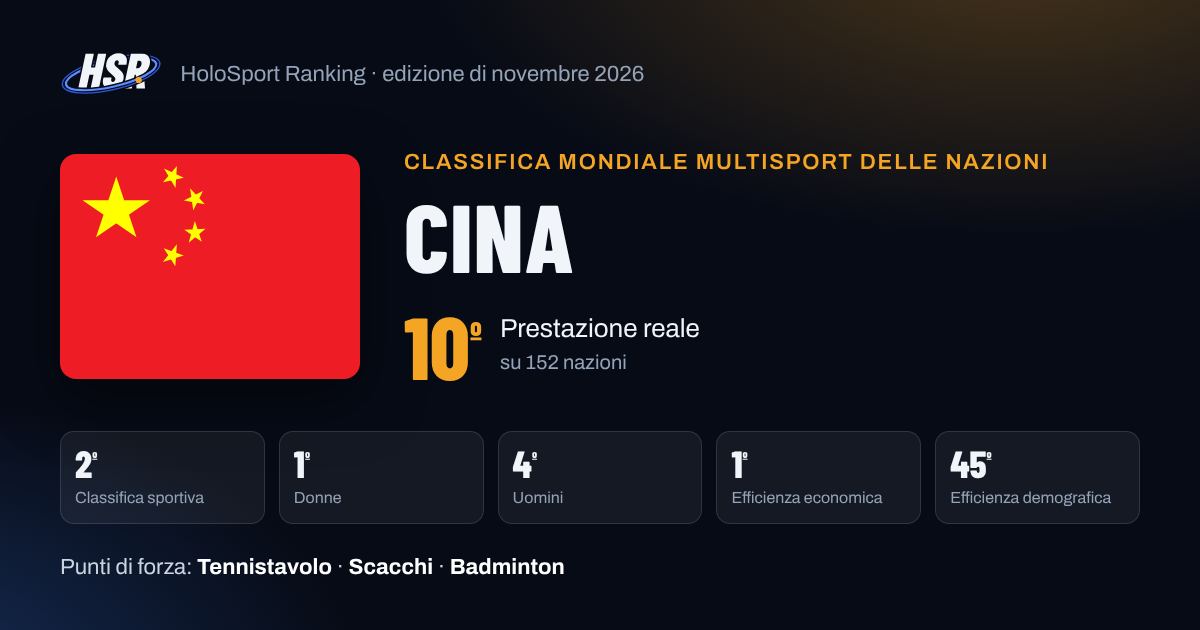 HSR HoloSport Ranking · edizione di novembre 2026
CLASSIFICA MONDIALE MULTISPORT DELLE NAZIONI
CINA
10º Prestazione reale
su 152 nazioni
2º
Classifica sportiva
1º
Donne
4º
Uomini
1º
Efficienza economica
45º
Efficienza demografica
Punti di forza: Tennistavolo · Scacchi · Badminton